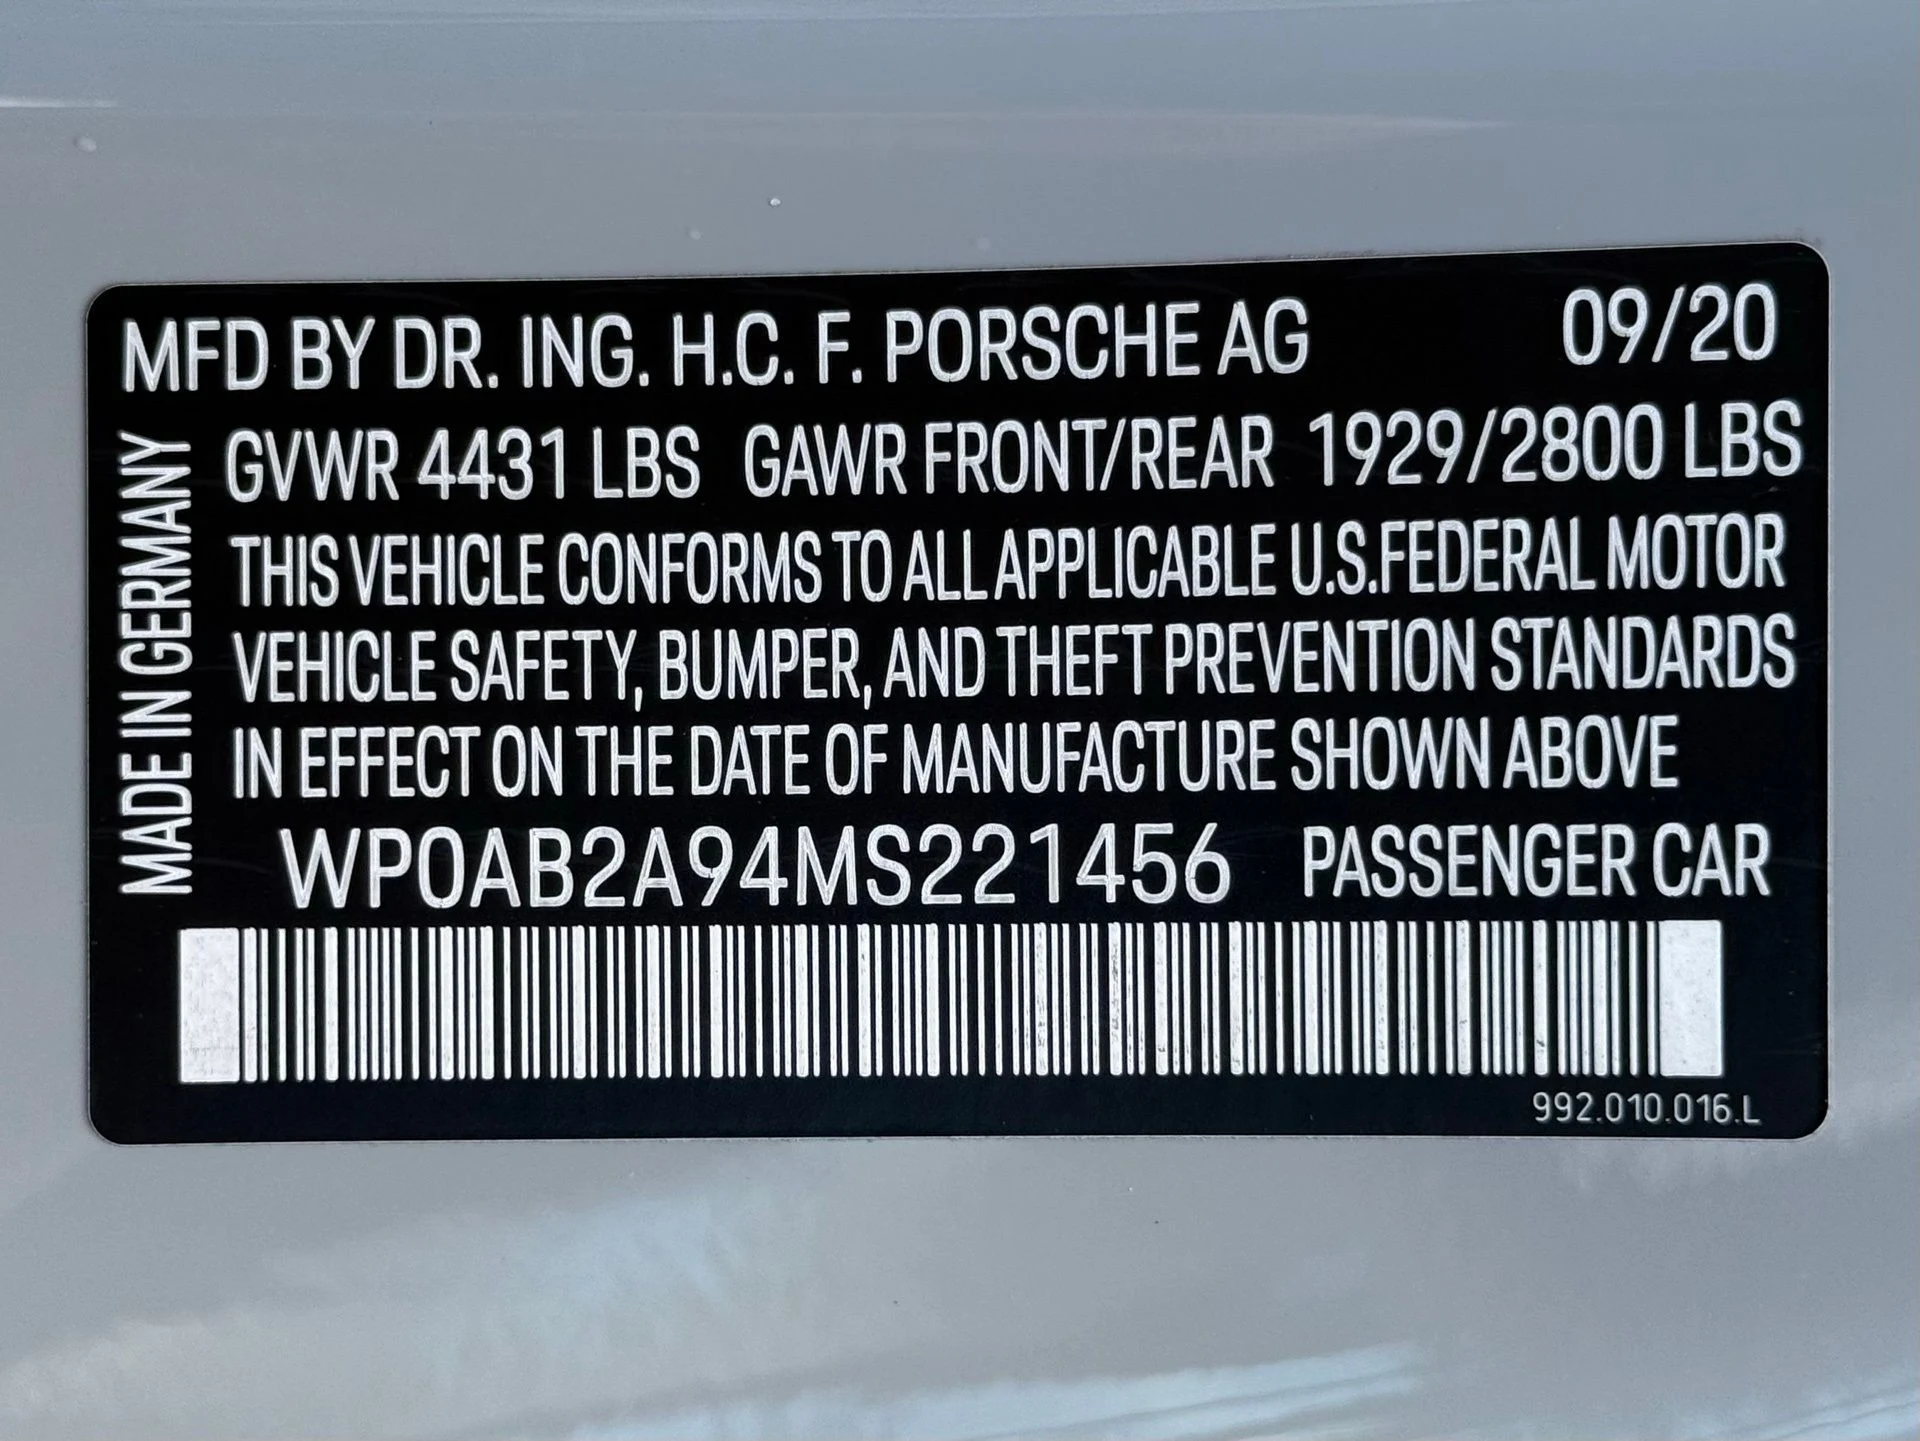 MFD BY DR. ING. H.C. F. PORSCHE AG 09/20
GVWR 4431 LBS GAWR FRONT/REAR 1929/2800 LBS
THIS VEHICLE CONFORMS TO ALL APPLICABLE U.S.FEDERAL MOTOR
VEHICLE SAFETY, BUMPER, AND THEFT PREVENTION STANDARDS
IN EFFECT ON THE DATE OF MANUFACTURE SHOWN ABOVE
WP0AB2A94MS221456 PASSENGER CAR
MADE IN GERMANY
992.010.016.L